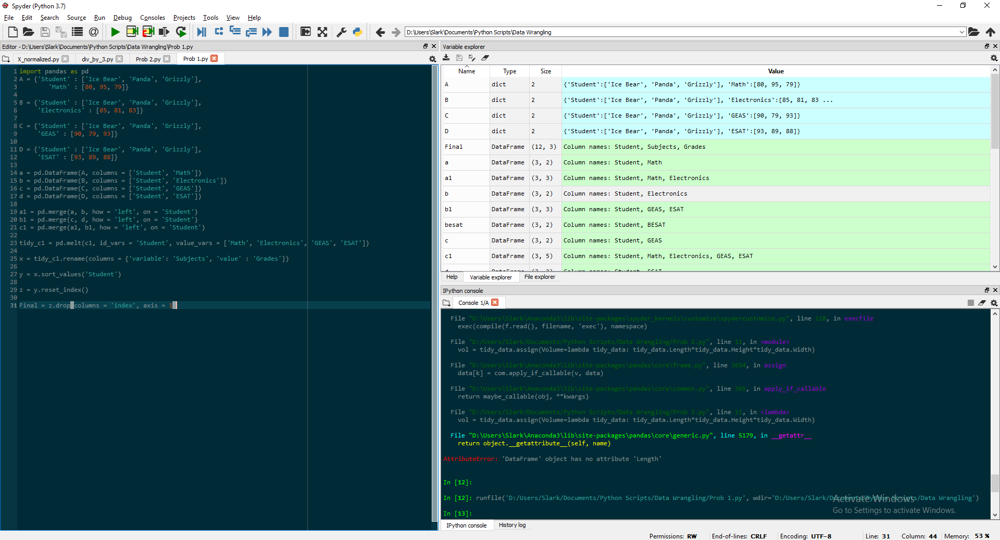 Spyder (Python 3.7)
File Edit Search Source Run Debug Consoles Projects Tools View Help
D:\Users\Slark\Documents\Python Scripts\Data Wrangling
Editor - D:\Users\Slark\Documents\Python Scripts\Data Wrangling\Prob 1.py
X_normalized.py div_by_3.py Prob 2.py Prob 1.py
1 import pandas as pd
2 A = {'Student' : ['Ice Bear', 'Panda', 'Grizzly'],
3 'Math' : [80, 95, 79]}
4
5 B = {'Student' : ['Ice Bear', 'Panda', 'Grizzly'],
6 'Electronics' : [85, 81, 83]}
7
8 C = {'Student' : ['Ice Bear', 'Panda', 'Grizzly'],
9 'GEAS' : [90, 79, 93]}
10
11 D = {'Student' : ['Ice Bear', 'Panda', 'Grizzly'],
12 'ESAT' : [93, 89, 88]}
13
14 a = pd.DataFrame(A, columns = ['Student', 'Math'])
15 b = pd.DataFrame(B, columns = ['Student', 'Electronics'])
16 c = pd.DataFrame(C, columns = ['Student', 'GEAS'])
17 d = pd.DataFrame(D, columns = ['Student', 'ESAT'])
18
19 a1 = pd.merge(a, b, how = 'left', on = 'Student')
20 b1 = pd.merge(c, d, how = 'left', on = 'Student')
21 c1 = pd.merge(a1, b1, how = 'left', on = 'Student')
22
23 tidy_c1 = pd.melt(c1, id_vars = 'Student', value_vars = ['Math', 'Electronics', 'GEAS', 'ESAT'])
24
25 x = tidy_c1.rename(columns = {'variable': 'Subjects', 'value' : 'Grades'})
26
27 y = x.sort_values('Student')
28
29 z = y.reset_index()
30
31 Final = z.drop(columns = 'index', axis = 1)
Variable explorer
Name Type Size Value
A dict 2 {'Student':['Ice Bear', 'Panda', 'Grizzly'], 'Math':[80, 95, 79]}
B dict 2 {'Student':['Ice Bear', 'Panda', 'Grizzly'], 'Electronics':[85, 81, 83 ...
C dict 2 {'Student':['Ice Bear', 'Panda', 'Grizzly'], 'GEAS':[90, 79, 93]}
D dict 2 {'Student':['Ice Bear', 'Panda', 'Grizzly'], 'ESAT':[93, 89, 88]}
Final DataFrame (12, 3) Column names: Student, Subjects, Grades
a DataFrame (3, 2) Column names: Student, Math
a1 DataFrame (3, 3) Column names: Student, Math, Electronics
b DataFrame (3, 2) Column names: Student, Electronics
b1 DataFrame (3, 3) Column names: Student, GEAS, ESAT
besat DataFrame (3, 2) Column names: Student, BESAT
c DataFrame (3, 2) Column names: Student, GEAS
c1 DataFrame (3, 5) Column names: Student, Math, Electronics, GEAS, ESAT
d DataFrame (3, 2) Column names: Student, ESAT
Help Variable explorer File explorer
IPython console
Console 1/A
File "D:\Users\Slark\Anaconda3\lib\site-packages\spyder_kernels\customize\spydercustomize.py", line 110, in execfile
exec(compile(f.read(), filename, 'exec'), namespace)
File "D:/Users/Slark/Documents/Python Scripts/Data Wrangling/Prob 2.py", line 11, in <module>
vol = tidy_data.assign(Volume=lambda tidy_data: tidy_data.Length*tidy_data.Height*tidy_data.Width)
File "D:\Users\Slark\Anaconda3\lib\site-packages\pandas\core\frame.py", line 3654, in assign
data[k] = com.apply_if_callable(v, data)
File "D:\Users\Slark\Anaconda3\lib\site-packages\pandas\core\common.py", line 365, in apply_if_callable
return maybe_callable(obj, **kwargs)
File "D:/Users/Slark/Documents/Python Scripts/Data Wrangling/Prob 2.py", line 11, in <lambda>
vol = tidy_data.assign(Volume=lambda tidy_data: tidy_data.Length*tidy_data.Height*tidy_data.Width)
File "D:\Users\Slark\Anaconda3\lib\site-packages\pandas\core\generic.py", line 5179, in __getattr__
return object.__getattribute__(self, name)
AttributeError: 'DataFrame' object has no attribute 'Length'
In [12]:
In [12]: runfile('D:/Users/Slark/Documents/Python Scripts/Data Wrangling/Prob 1.py', wdir='D:/Users/Slark/Documents/Python Scripts/Data Wrangling')
Activate Windows
Go to Settings to activate Windows.
In [13]:
IPython console History log
Permissions: RW End-of-lines: CRLF Encoding: UTF-8 Line: 31 Column: 44 Memory: 53 %